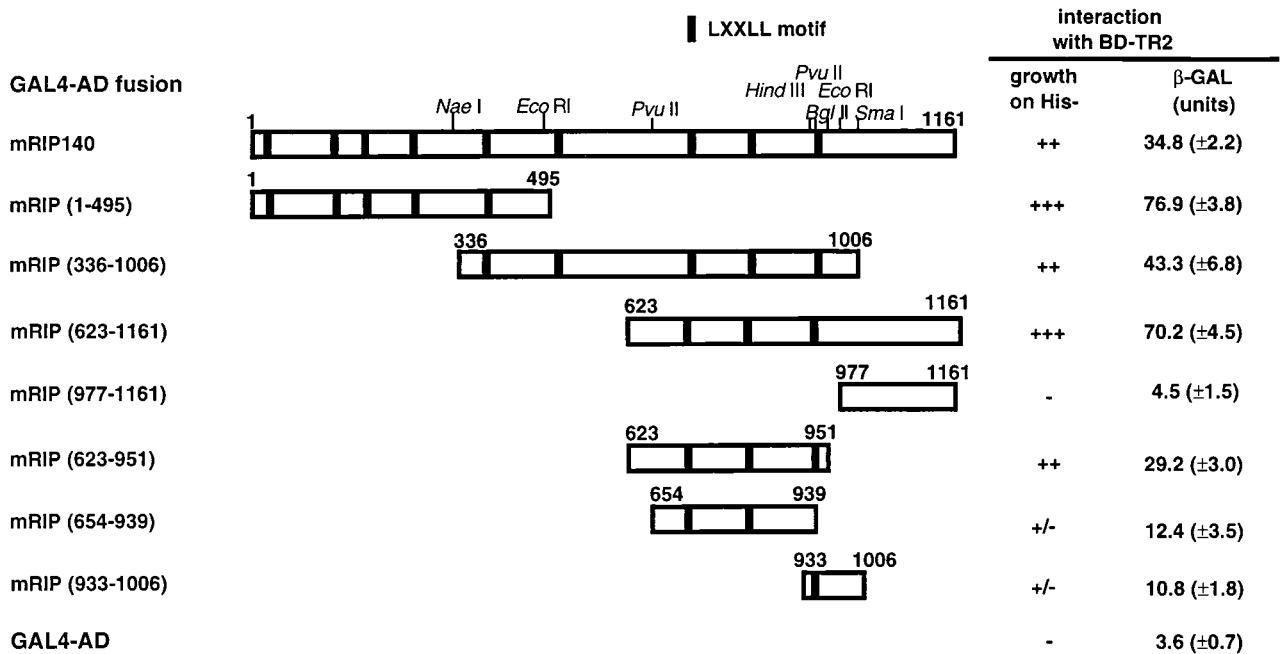 LXXLL motif
interaction
with BD-TR2
GAL4-AD fusion
growth
on His-
β-GAL
(units)
Pvu II
Hind III Eco RI
Nae I Eco RI Pvu II Bgl II Sma I
1 1161
mRIP140 ++ 34.8 (±2.2)
1 495
mRIP (1-495) +++ 76.9 (±3.8)
336 1006
mRIP (336-1006) ++ 43.3 (±6.8)
623 1161
mRIP (623-1161) +++ 70.2 (±4.5)
977 1161
mRIP (977-1161) - 4.5 (±1.5)
623 951
mRIP (623-951) ++ 29.2 (±3.0)
654 939
mRIP (654-939) +/- 12.4 (±3.5)
933 1006
mRIP (933-1006) +/- 10.8 (±1.8)
GAL4-AD - 3.6 (±0.7)